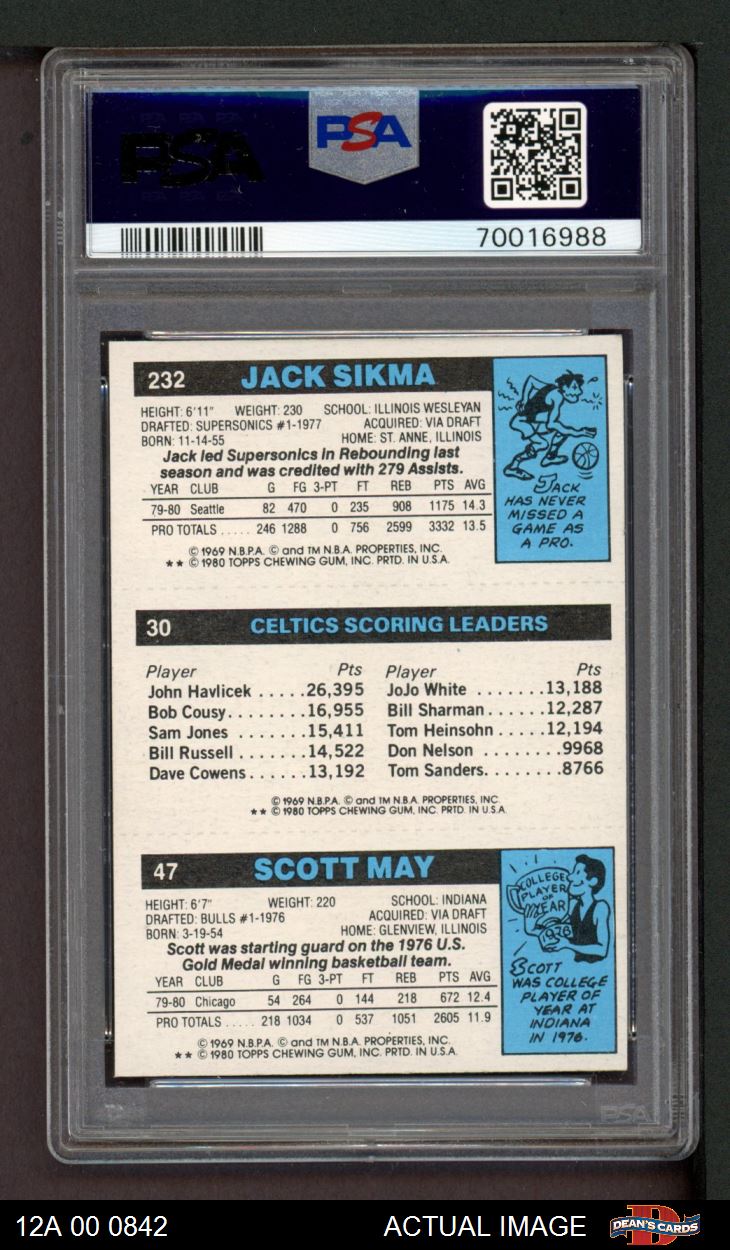 PSA
PSA
70016988
232 JACK SIKMA
HEIGHT: 6'11" WEIGHT: 230 SCHOOL: ILLINOIS WESLEYAN
DRAFTED: SUPERSONICS #1-1977 ACQUIRED: VIA DRAFT
BORN: 11-14-55 HOME: ST. ANNE, ILLINOIS
Jack led Supersonics in Rebounding last
season and was credited with 279 Assists.
YEAR CLUB G FG 3-PT FT REB PTS AVG
79-80 Seattle 82 470 0 235 908 1175 14.3
PRO TOTALS ..... 246 1288 0 756 2599 3332 13.5
© 1969 N.B.P.A. © and TM N.B.A. PROPERTIES, INC.
** © 1980 TOPPS CHEWING GUM, INC. PRTD. IN U.S.A.
JACK
HAS NEVER
MISSED A
GAME AS
A PRO.
30 CELTICS SCORING LEADERS
Player Pts Player Pts
John Havlicek .....26,395 JoJo White .......13,188
Bob Cousy........16,955 Bill Sharman......12,287
Sam Jones .......15,411 Tom Heinsohn ....12,194
Bill Russell .......14,522 Don Nelson ........9968
Dave Cowens......13,192 Tom Sanders........8766
© 1969 N.B.P.A. © and TM N.B.A. PROPERTIES, INC.
** © 1980 TOPPS CHEWING GUM, INC. PRTD. IN U.S.A.
47 SCOTT MAY
HEIGHT: 6'7" WEIGHT: 220 SCHOOL: INDIANA
DRAFTED: BULLS #1-1976 ACQUIRED: VIA DRAFT
BORN: 3-19-54 HOME: GLENVIEW, ILLINOIS
Scott was starting guard on the 1976 U.S.
Gold Medal winning basketball team.
YEAR CLUB G FG 3-PT FT REB PTS AVG
79-80 Chicago 54 264 0 144 218 672 12.4
PRO TOTALS ..... 218 1034 0 537 1051 2605 11.9
© 1969 N.B.P.A. © and TM N.B.A. PROPERTIES, INC.
** © 1980 TOPPS CHEWING GUM, INC. PRTD. IN U.S.A.
COLLEGE
PLAYER
OF
YEAR
1976
SCOTT
WAS COLLEGE
PLAYER OF
YEAR AT
INDIANA
IN 1976.
PSA
12A 00 0842 ACTUAL IMAGE DEAN'S CARDS